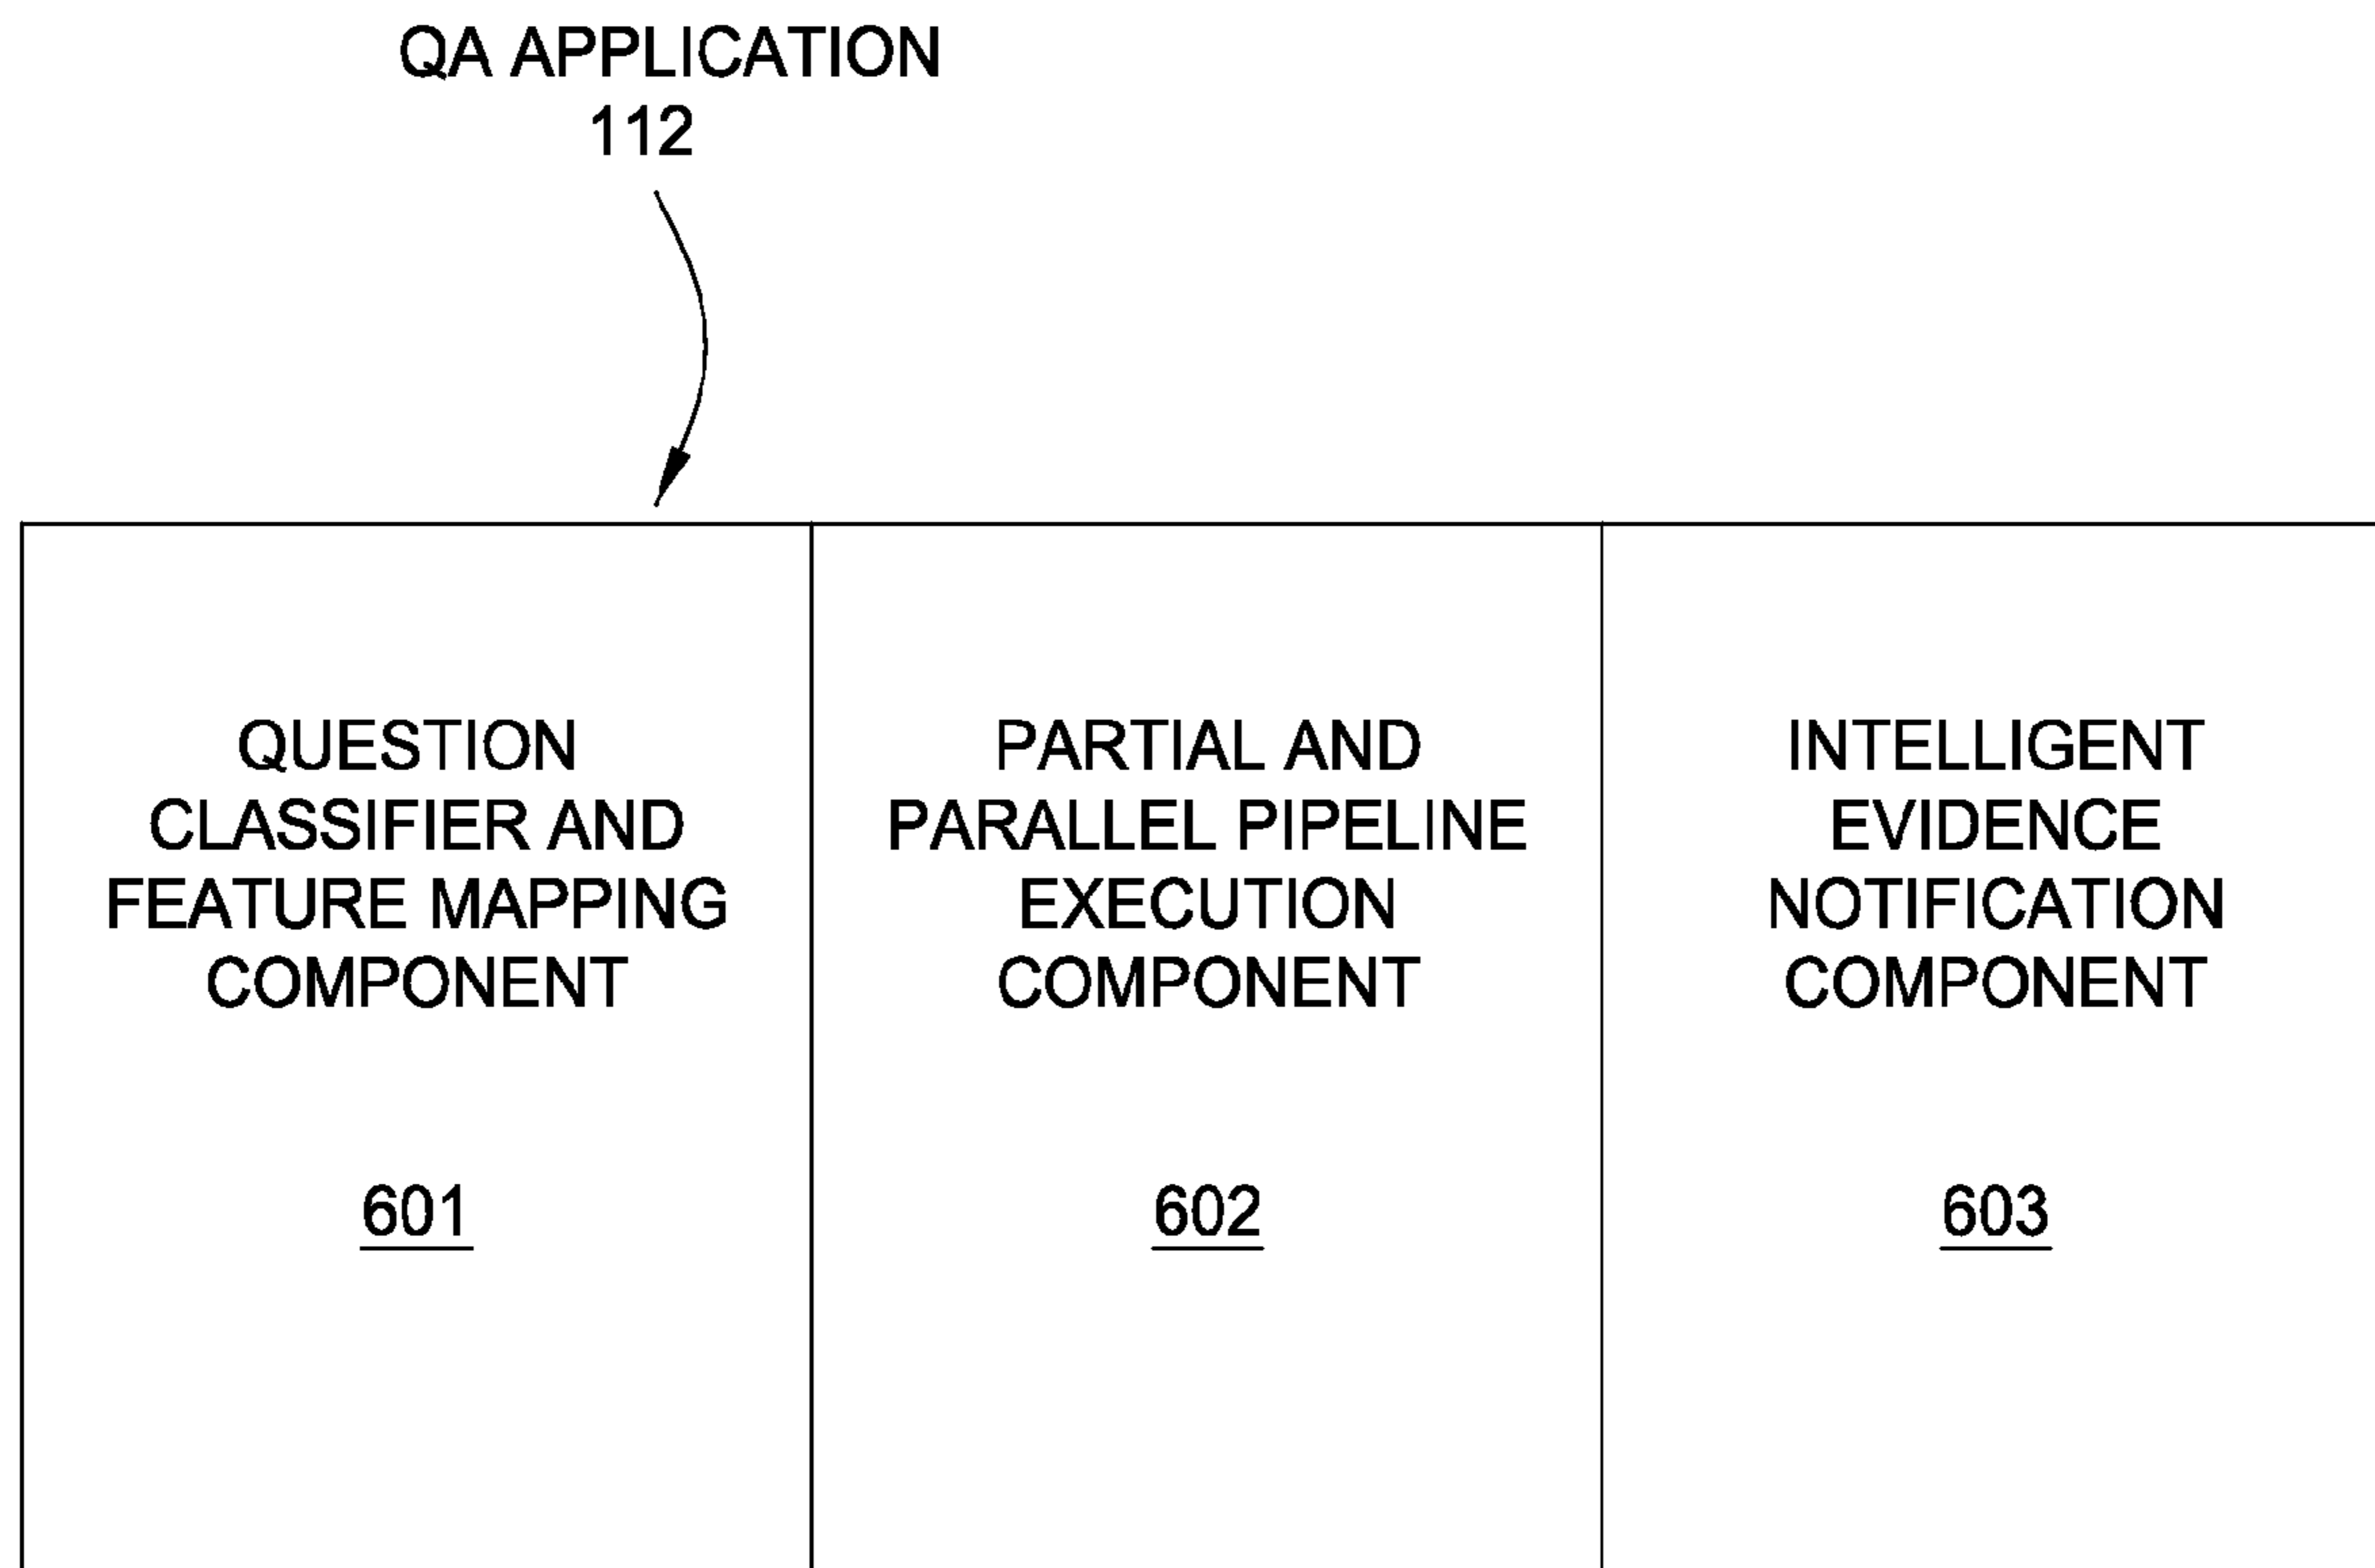 QA APPLICATION
112
QUESTION
CLASSIFIER AND
FEATURE MAPPING
COMPONENT
601
PARTIAL AND
PARALLEL PIPELINE
EXECUTION
COMPONENT
602
INTELLIGENT
EVIDENCE
NOTIFICATION
COMPONENT
603